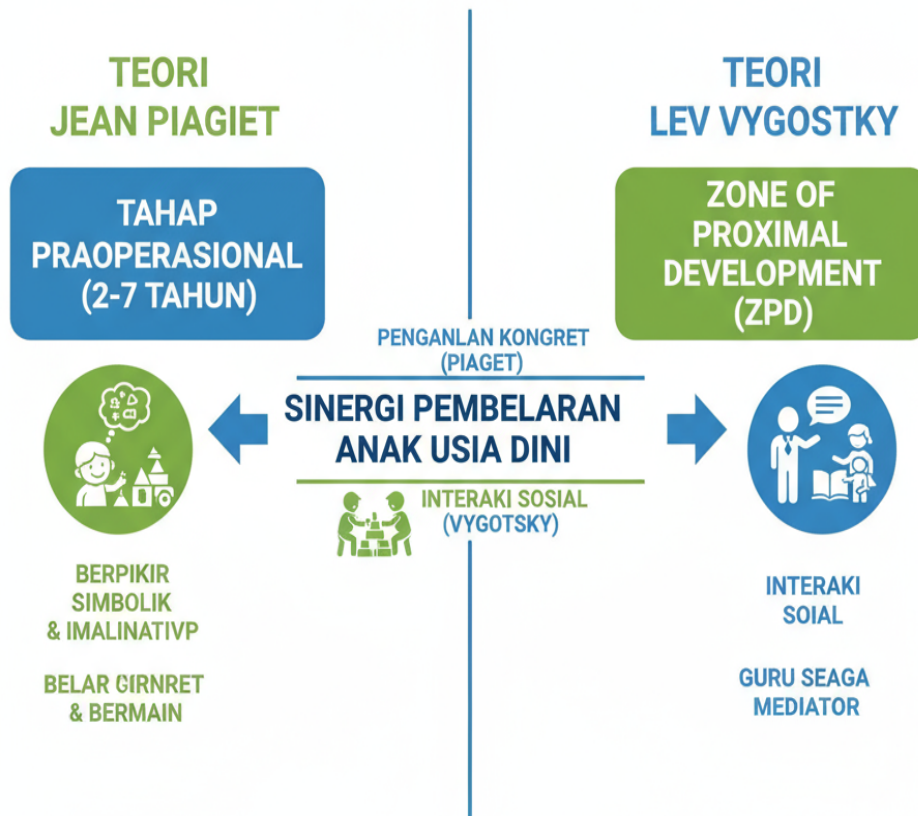 TEORI
JEAN PIAGIET
TAHAP
PRAOPERASIONAL
(2-7 TAHUN)
BERPIKIR
SIMBOLIK
& IMALINATIVP
BELAR GIRNRET
& BERMAIN
PENGANLAN KONGRET
(PIAGET)
SINERGI PEMBELARAN
ANAK USIA DINI
INTERAKI SOSIAL
(VYGOTSKY)
TEORI
LEV VYGOSTKY
ZONE OF
PROXIMAL
DEVELOPMENT
(ZPD)
INTERAKI
SOIAL
GURU SEAGA
MEDIATOR